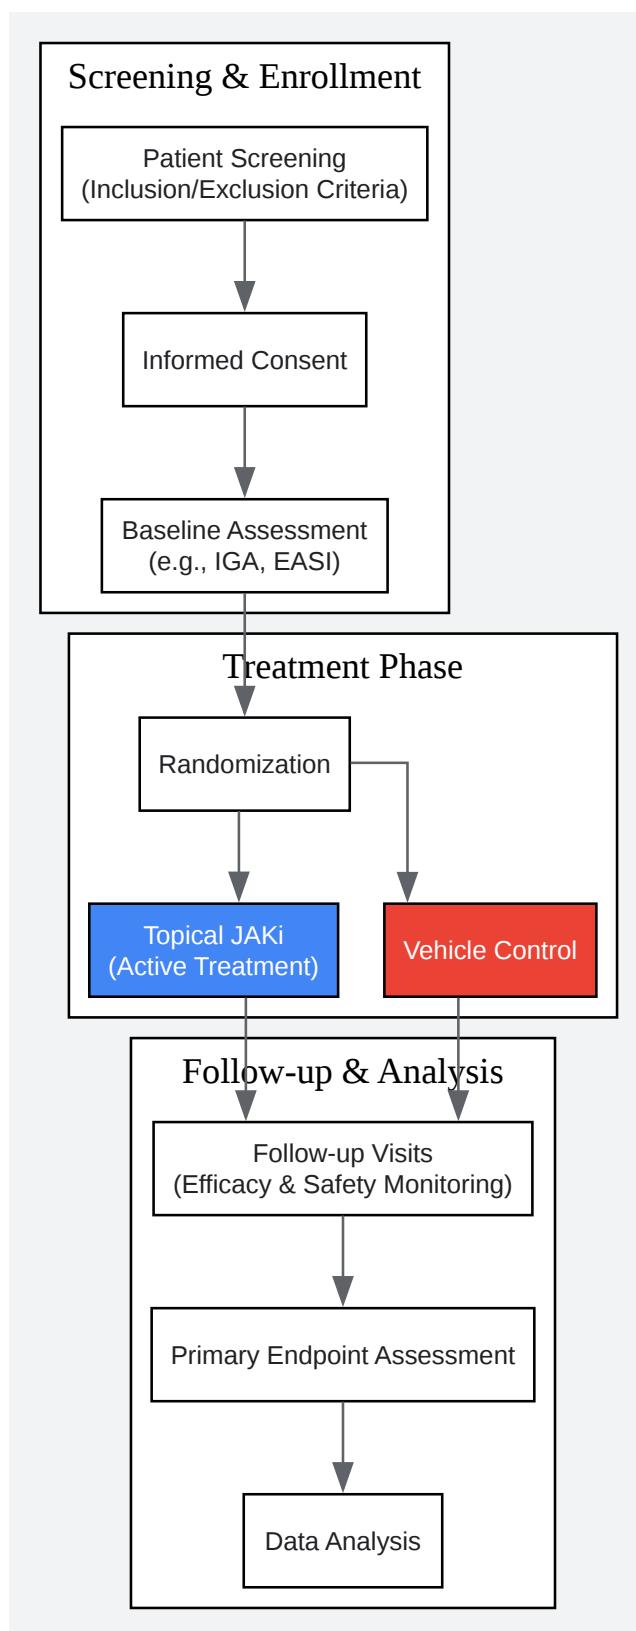 Screening & Enrollment
Patient Screening
(Inclusion/Exclusion Criteria)
Informed Consent
Baseline Assessment
(e.g., IGA, EASI)
Treatment Phase
Randomization
Topical JAKi
(Active Treatment)
Vehicle Control
Follow-up & Analysis
Follow-up Visits
(Efficacy & Safety Monitoring)
Primary Endpoint Assessment
Data Analysis